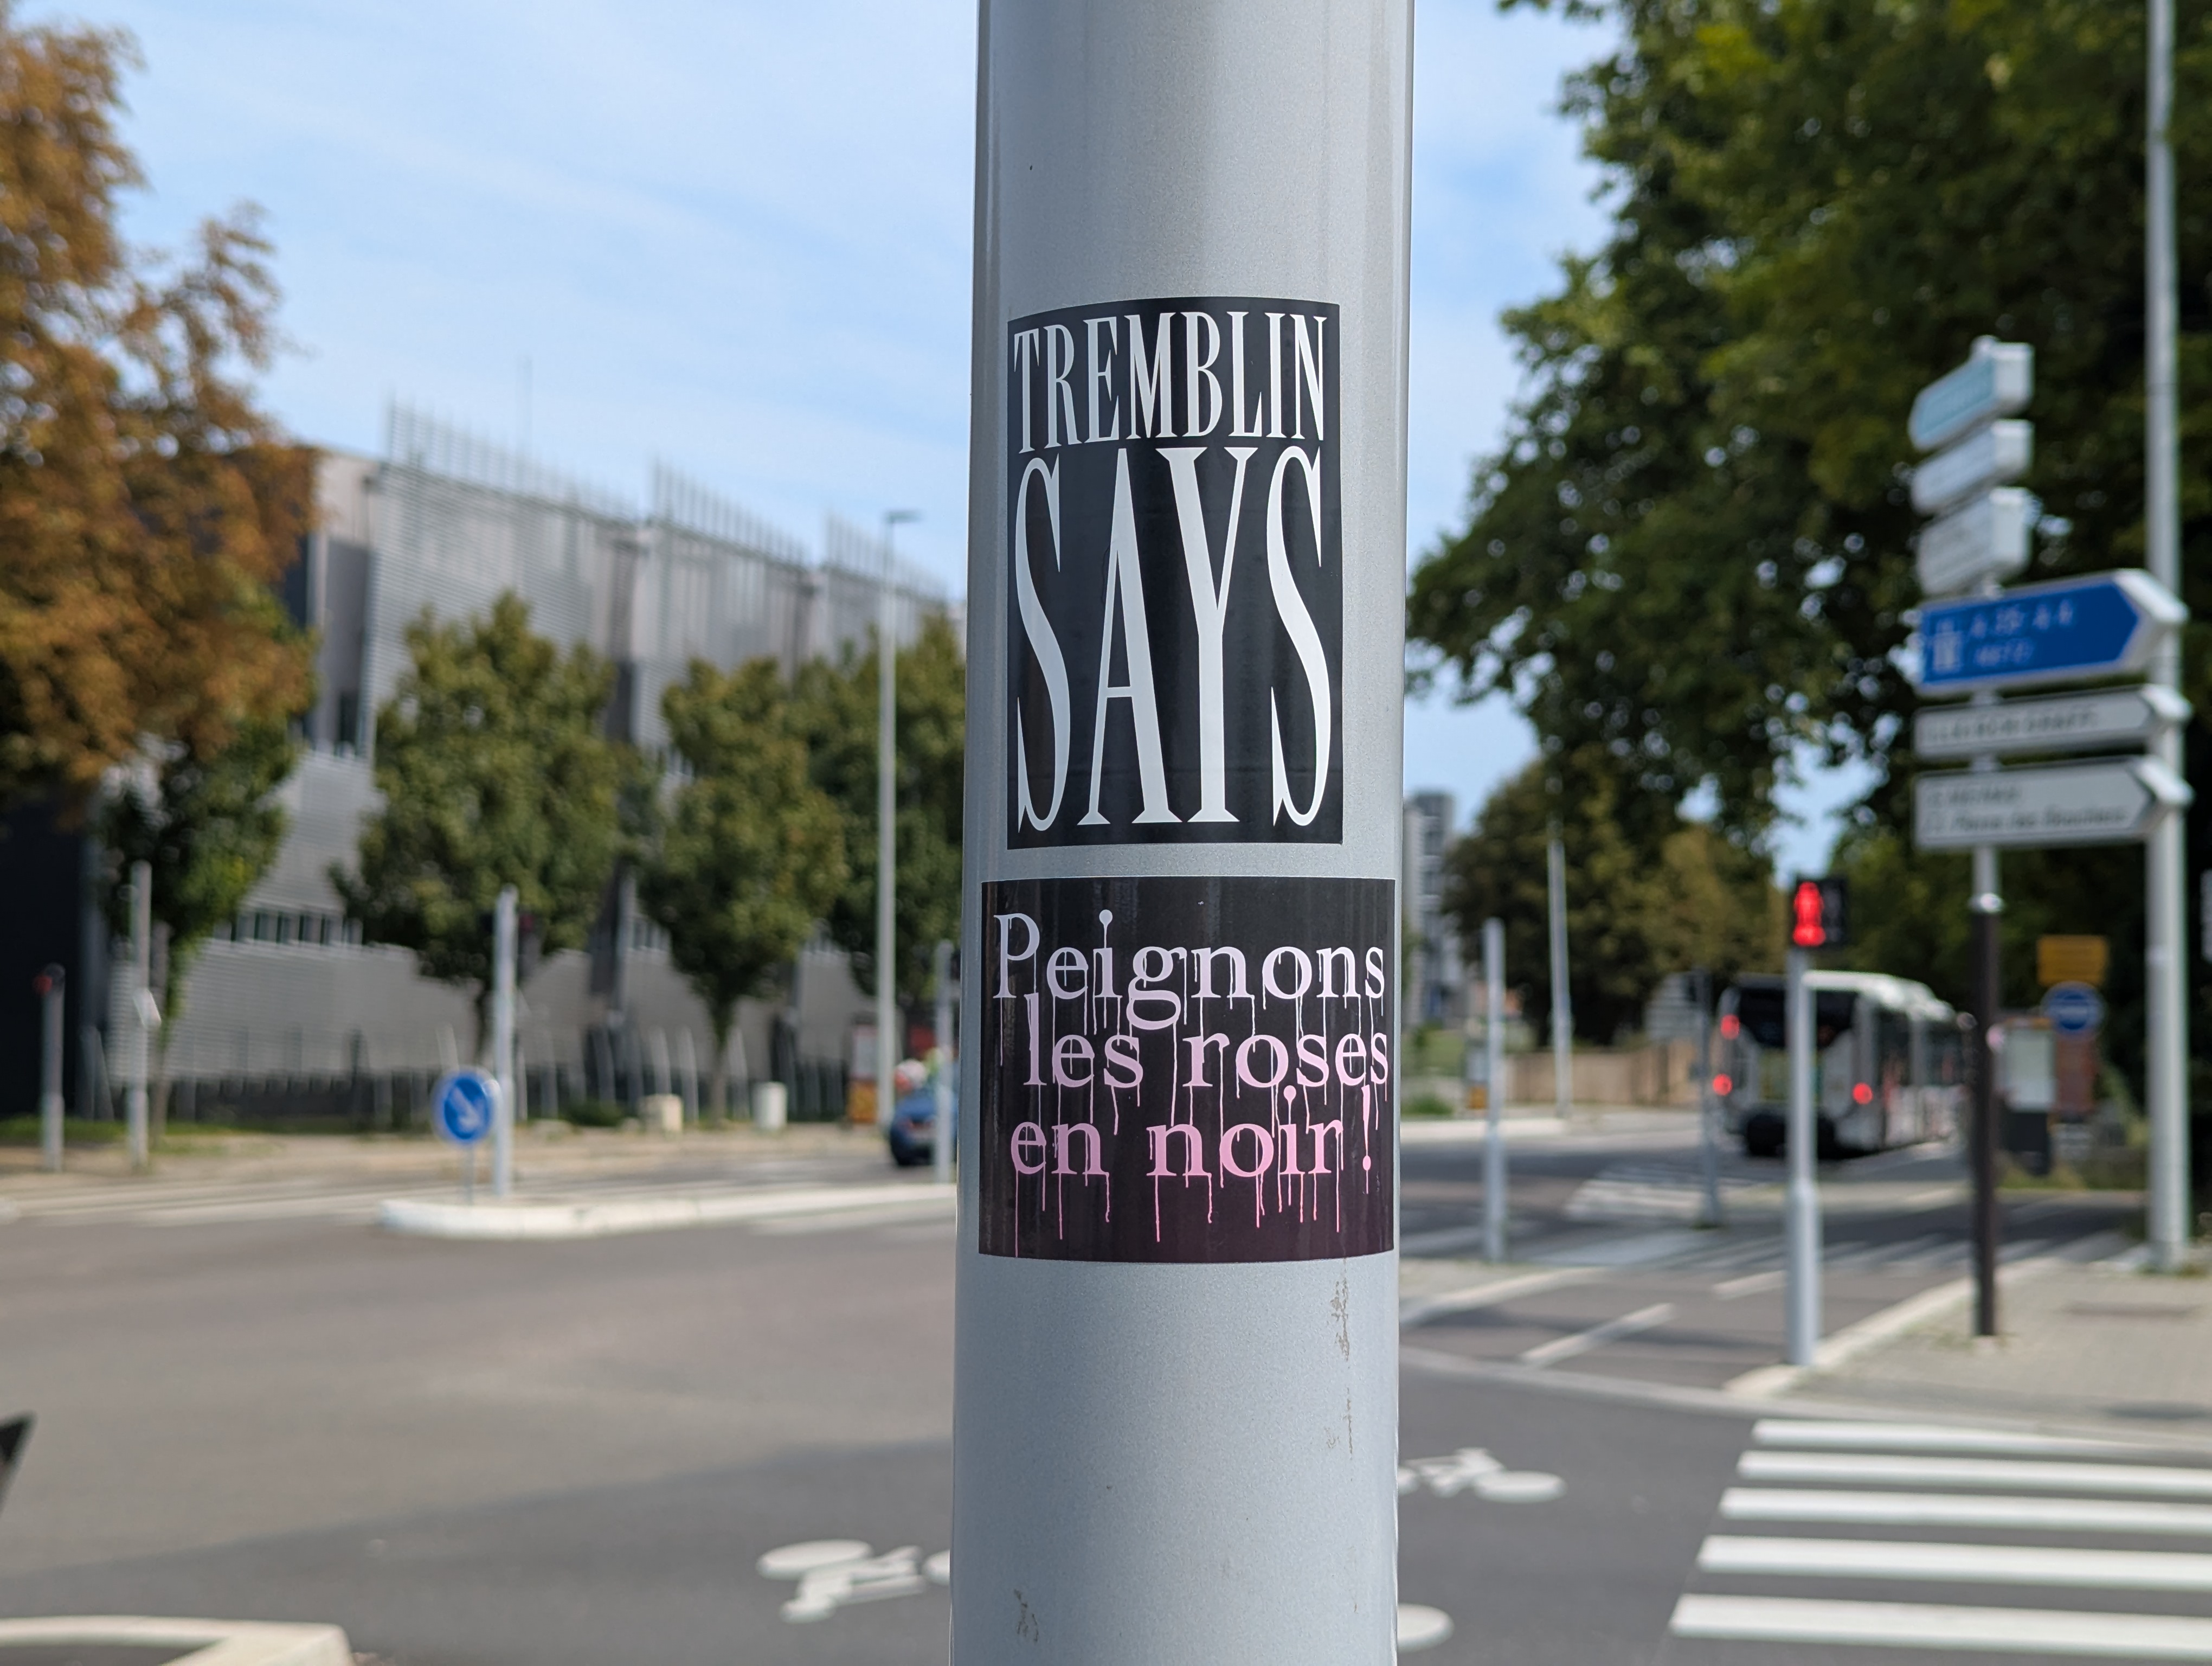 TREMBLIN
SAYS
Peignons
les roses
en noir!